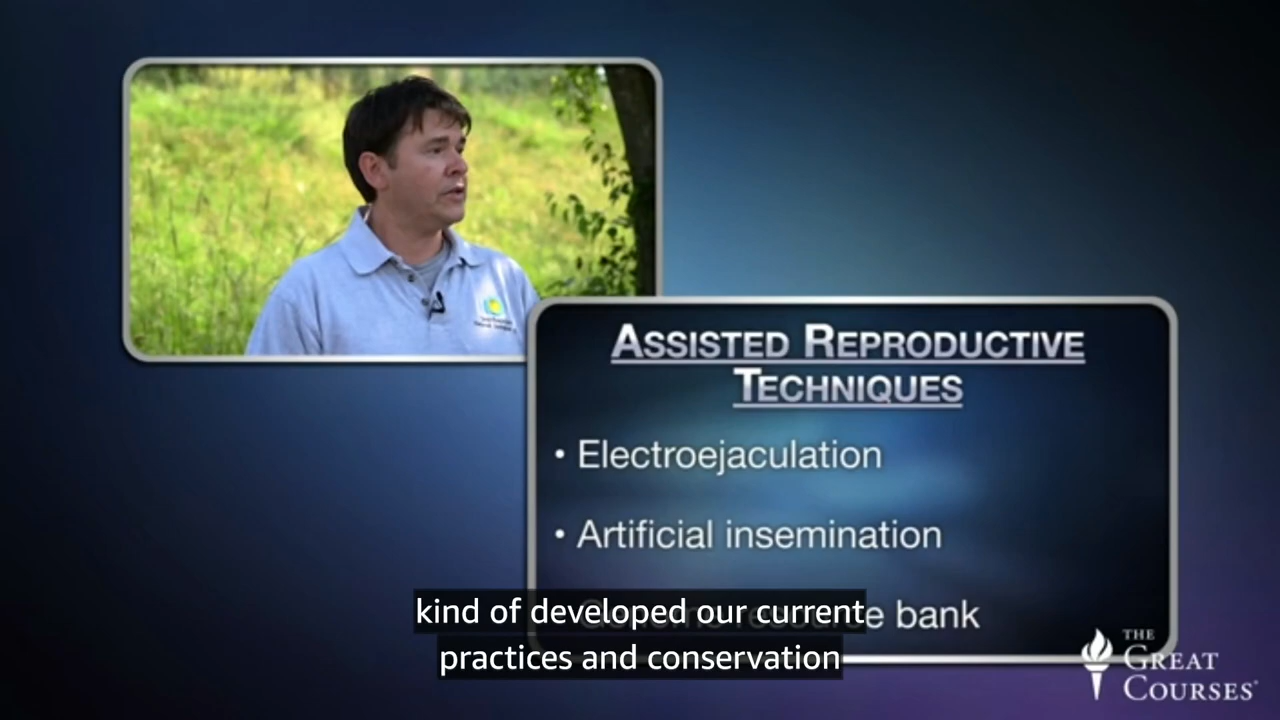 ASSISTED REPRODUCTIVE
TECHNIQUES
• Electroejaculation
• Artificial insemination
bank
kind of developed our current
practices and conservation
THE
GREAT
COURSES